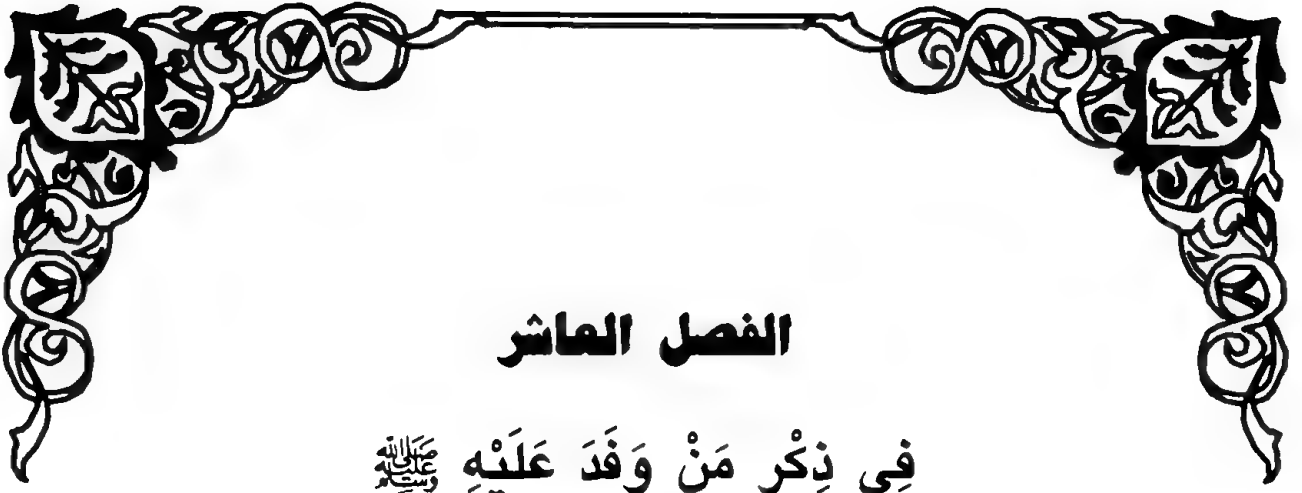 الفصل العاشر
فِي ذِكْرِ مَنْ وَفَدَ عَلَيْهِ ﷺ